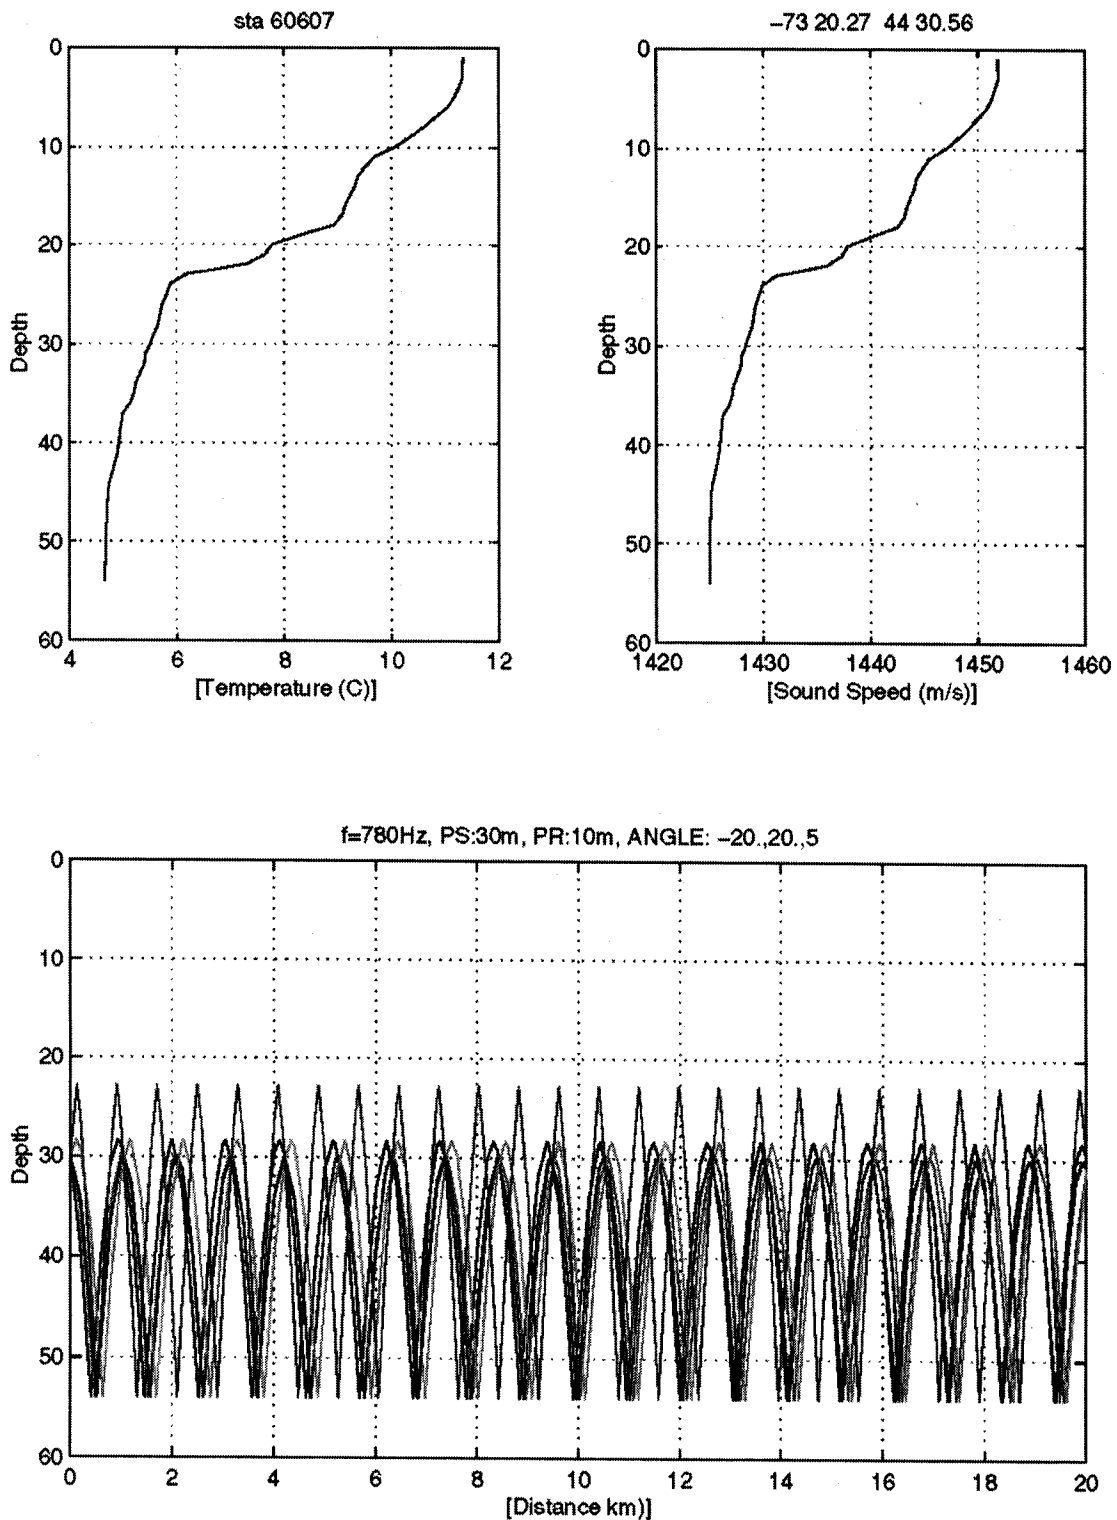 sta 60607
0
10
20
30
40
50
60
Depth
4 6 8 10 12
[Temperature (C)]
−73 20.27 44 30.56
0
10
20
30
40
50
60
Depth
1420 1430 1440 1450 1460
[Sound Speed (m/s)]
f=780Hz, PS:30m, PR:10m, ANGLE: −20.,20.,5
0
10
20
30
40
50
60
Depth
0 2 4 6 8 10 12 14 16 18 20
[Distance km)]